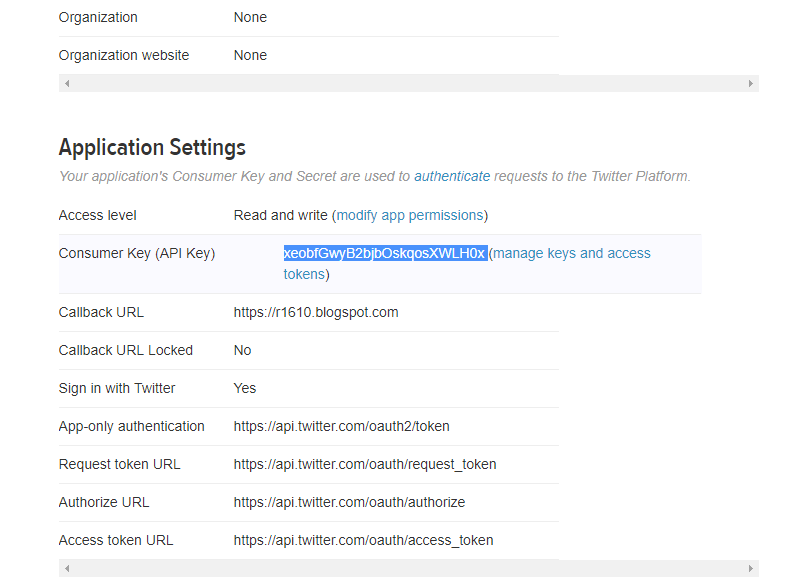 Organization None
Organization website None
Application Settings
Your application's Consumer Key and Secret are used to authenticate requests to the Twitter Platform.
Access level Read and write (modify app permissions)
Consumer Key (API Key) xeobfGwyB2bjbOskqosXWLH0x (manage keys and access
tokens)
Callback URL https://r1610.blogspot.com
Callback URL Locked No
Sign in with Twitter Yes
App-only authentication https://api.twitter.com/oauth2/token
Request token URL https://api.twitter.com/oauth/request_token
Authorize URL https://api.twitter.com/oauth/authorize
Access token URL https://api.twitter.com/oauth/access_token